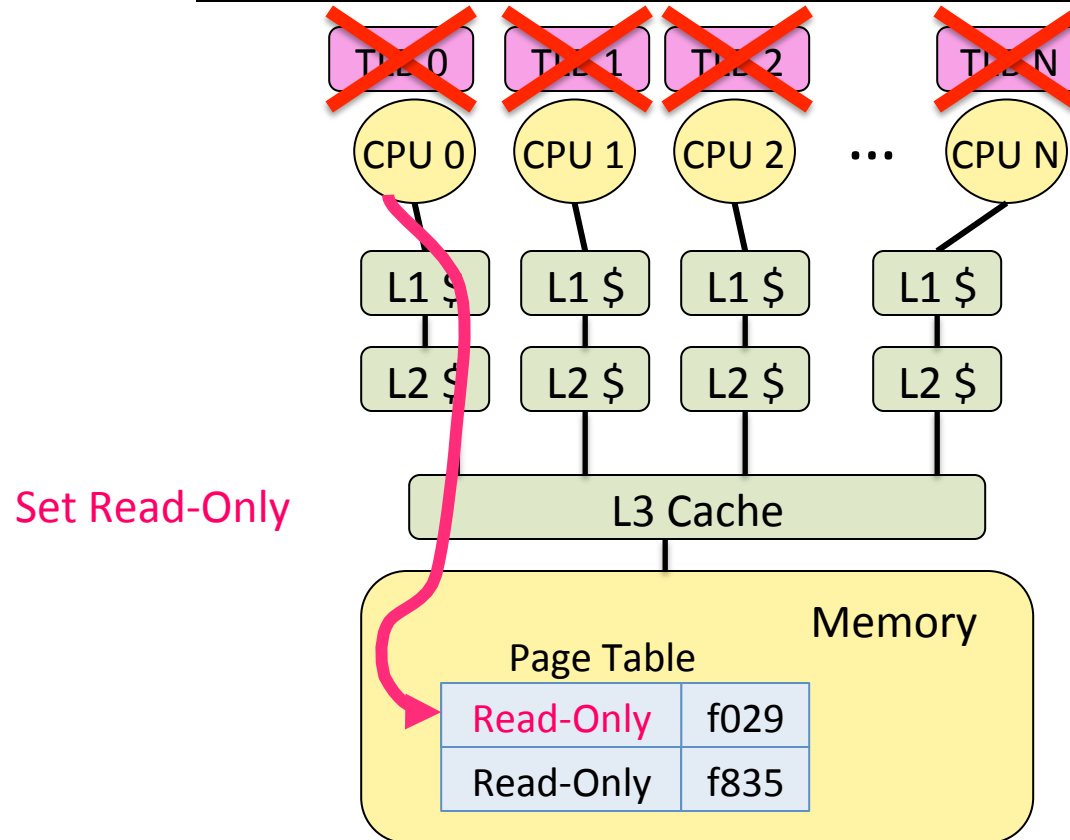 TLB 0 TLB 1 TLB 2 TLB N
CPU 0 CPU 1 CPU 2 ... CPU N
L1 $ L1 $ L1 $ L1 $
L2 $ L2 $ L2 $ L2 $
Set Read-Only
L3 Cache
Memory
Page Table
Read-Only f029
Read-Only f835